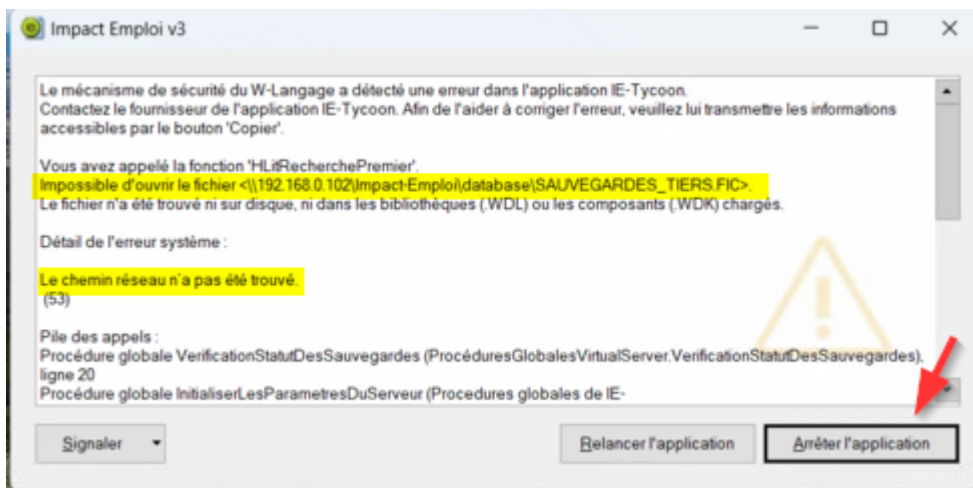 Impact Emploi v3
Le mécanisme de sécurité du W-Langage a détecté une erreur dans l'application IE-Tycoon.
Contactez le fournisseur de l'application IE-Tycoon. Afin de l'aider à corriger l'erreur, veuillez lui transmettre les informations
accessibles par le bouton 'Copier'.
Vous avez appelé la fonction 'HLitRecherchePremier'.
Impossible d'ouvrir le fichier <\\192.168.0.102\Impact-Emploi\database\SAUVEGARDES_TIERS.FIC>.
Le fichier n'a été trouvé ni sur disque, ni dans les bibliothèques (.WDL) ou les composants (.WDK) chargés.
Détail de l'erreur système :
Le chemin réseau n'a pas été trouvé.
(53)
Pile des appels :
Procédure globale VerificationStatutDesSauvegardes (ProcéduresGlobalesVirtualServer.VerificationStatutDesSauvegardes),
ligne 20
Procédure globale InitialiserLesParametresDuServeur (Procedures globales de IE-
Signaler
Relancer l'application
Arrêter l'application